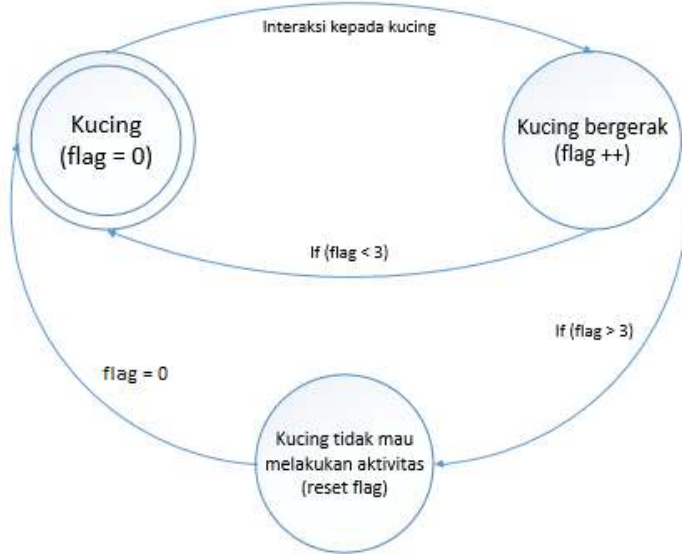 Interaksi kepada kucing
Kucing
(flag = 0)
Kucing bergerak
(flag ++)
If (flag < 3)
If (flag > 3)
flag = 0
Kucing tidak mau
melakukan aktivitas
(reset flag)